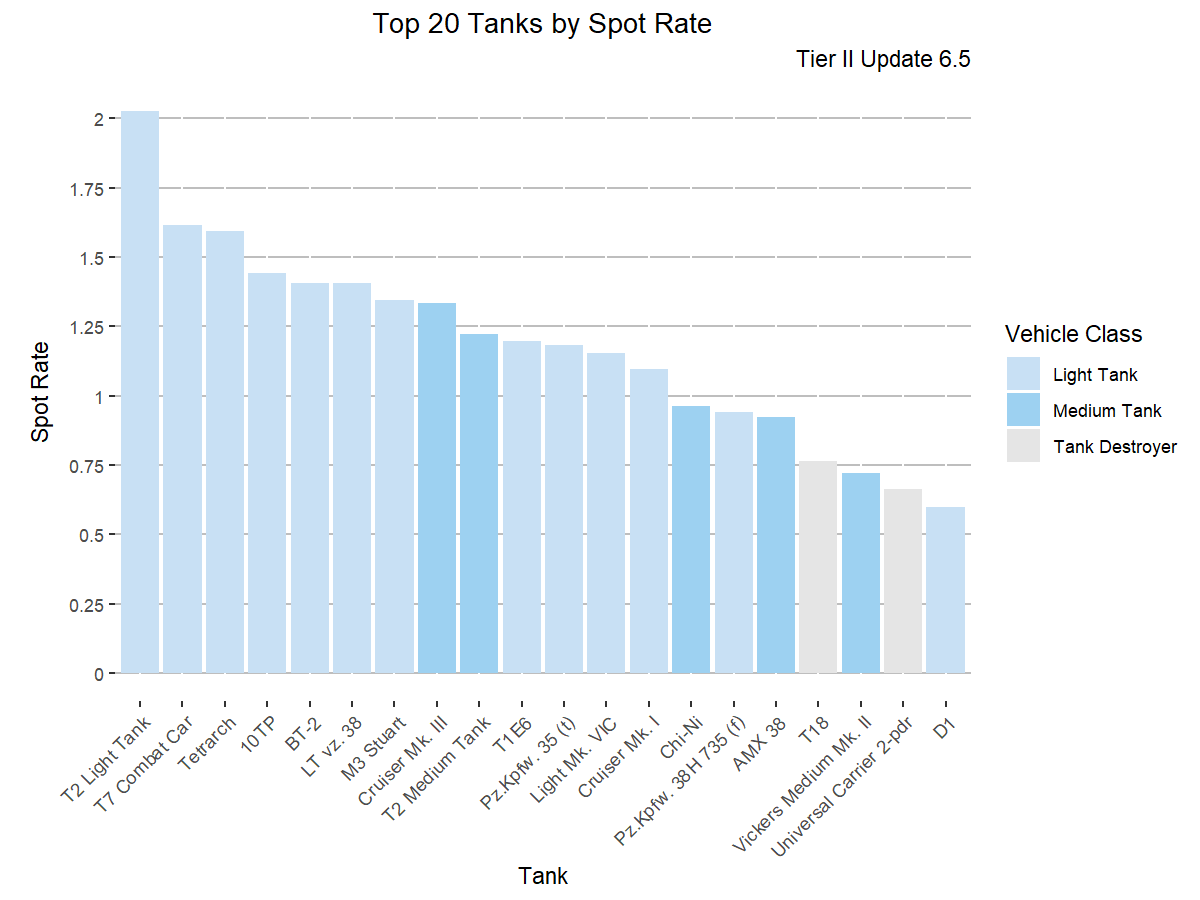 Top 20 Tanks by Spot Rate
Tier II Update 6.5
2
1.75
1.5
1.25
1
0.75
0.5
0.25
0
Spot Rate
T2 Light Tank
T7 Combat Car
Tetrarch
10TP
BT-2
LT vz. 38
M3 Stuart
Cruiser Mk. III
T2 Medium Tank
T1E6
Pz.Kpfw. 35 (t)
Light Mk. VIC
Cruiser Mk. I
Chi-Ni
Pz.Kpfw. 38H 735 (f)
AMX 38
T18
Vickers Medium Mk. II
Universal Carrier 2-pdr
D1
Tank
Vehicle Class
Light Tank
Medium Tank
Tank Destroyer